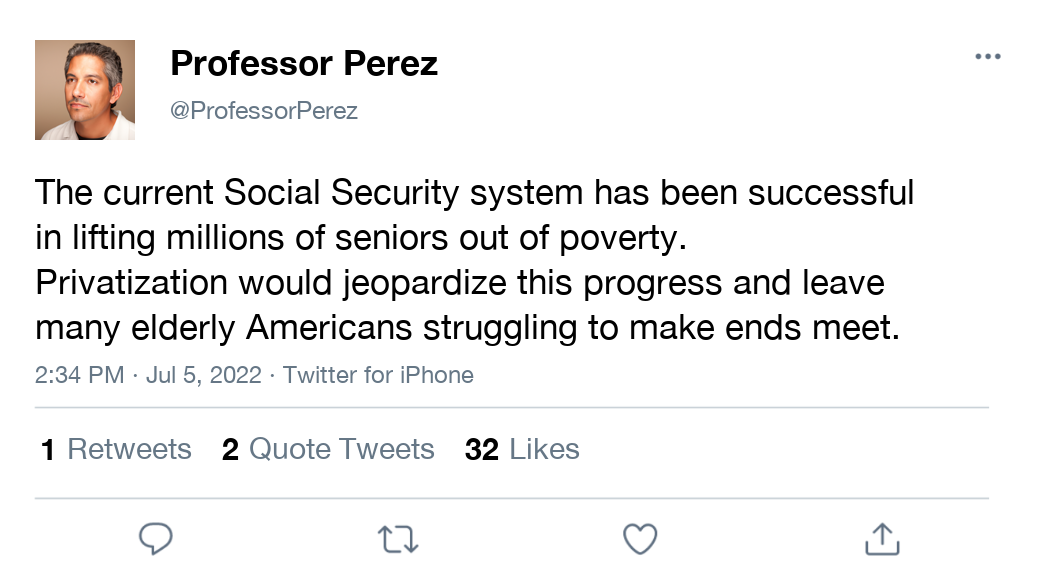 Professor Perez
@ProfessorPerez
The current Social Security system has been successful
in lifting millions of seniors out of poverty.
Privatization would jeopardize this progress and leave
many elderly Americans struggling to make ends meet.
2:34 PM · Jul 5, 2022 · Twitter for iPhone
1 Retweets 2 Quote Tweets 32 Likes